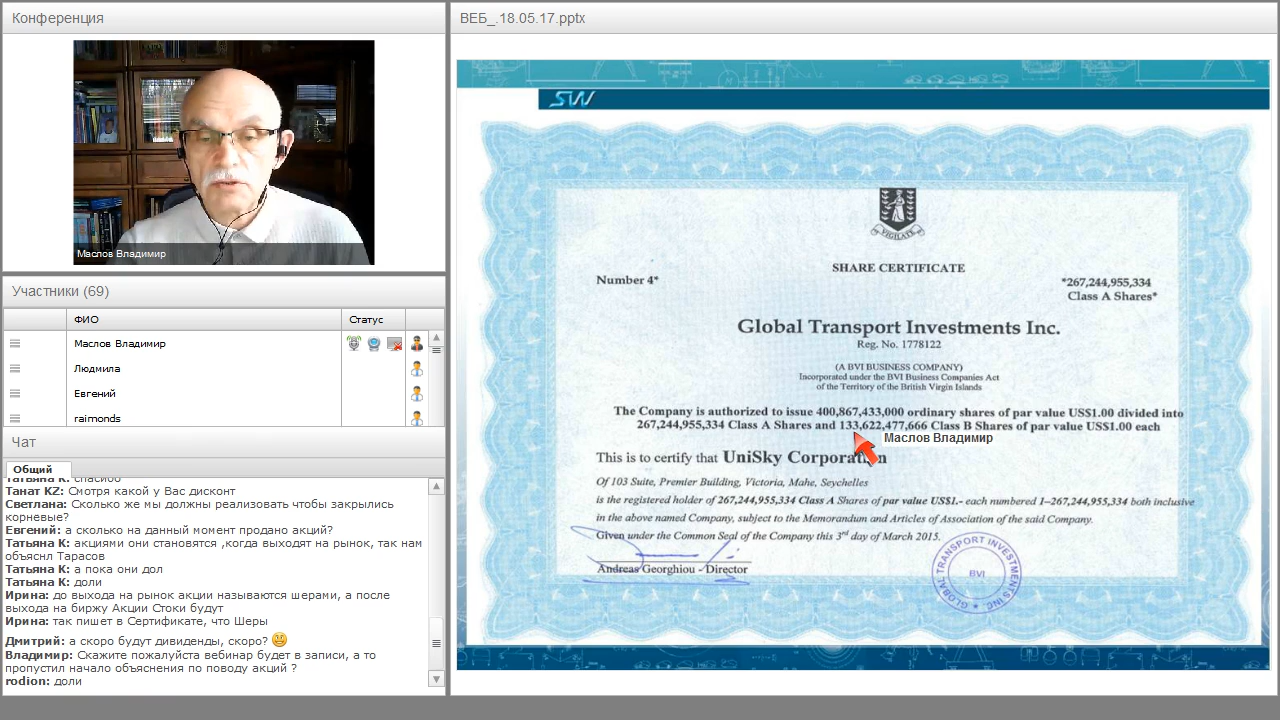 Конференция
Маслов Владимир
Участники (69)
ФИО
Статус
Маслов Владимир
Людмила
Евгений
raimonds
Чат
Общий
Татьяна К: спасибо
Танат KZ: Смотря какой у Вас дисконт
Светлана: Сколько же мы должны реализовать чтобы закрылись
корневые?
Евгений: а сколько на данный момент продано акций?
Татьяна К: акциями они становятся ,когда выходят на рынок, так нам
объяснл Тарасов
Татьяна К: а пока они дол
Татьяна К: доли
Ирина: до выхода на рынок акции называются шерами, а после
выхода на биржу Акции Стоки будут
Ирина: так пишет в Сертификате, что Шеры
Дмитрий: а скоро будут дивиденды, скоро?
Владимир: Скажите пожалуйста вебинар будет в записи, а то
пропустил начало объяснения по поводу акций ?
rodion: доли
ВЕБ_.18.05.17.pptx
SW
VIGILATE
SHARE CERTIFICATE
Number 4*
*267,244,955,334
Class A Shares*
Global Transport Investments Inc.
Reg. No. 1778122
(A BVI BUSINESS COMPANY)
Incorporated under the BVI Business Companies Act
of the Territory of the British Virgin Islands
The Company is authorized to issue 400,867,433,000 ordinary shares of par value US$1.00 divided into
267,244,955,334 Class A Shares and 133,622,477,666 Class B Shares of par value US$1.00 each
Маслов Владимир
This is to certify that UniSky Corporation
Of 103 Suite, Premier Building, Victoria, Mahe, Seychelles
is the registered holder of 267,244,955,334 Class A Shares of par value US$1.- each numbered 1–267,244,955,334 both inclusive
in the above named Company, subject to the Memorandum and Articles of Association of the said Company.
Given under the Common Seal of the Company this 3rd day of March 2015.
Andreas Georghiou - Director
GLOBAL TRANSPORT INVESTMENTS INC.
BVI